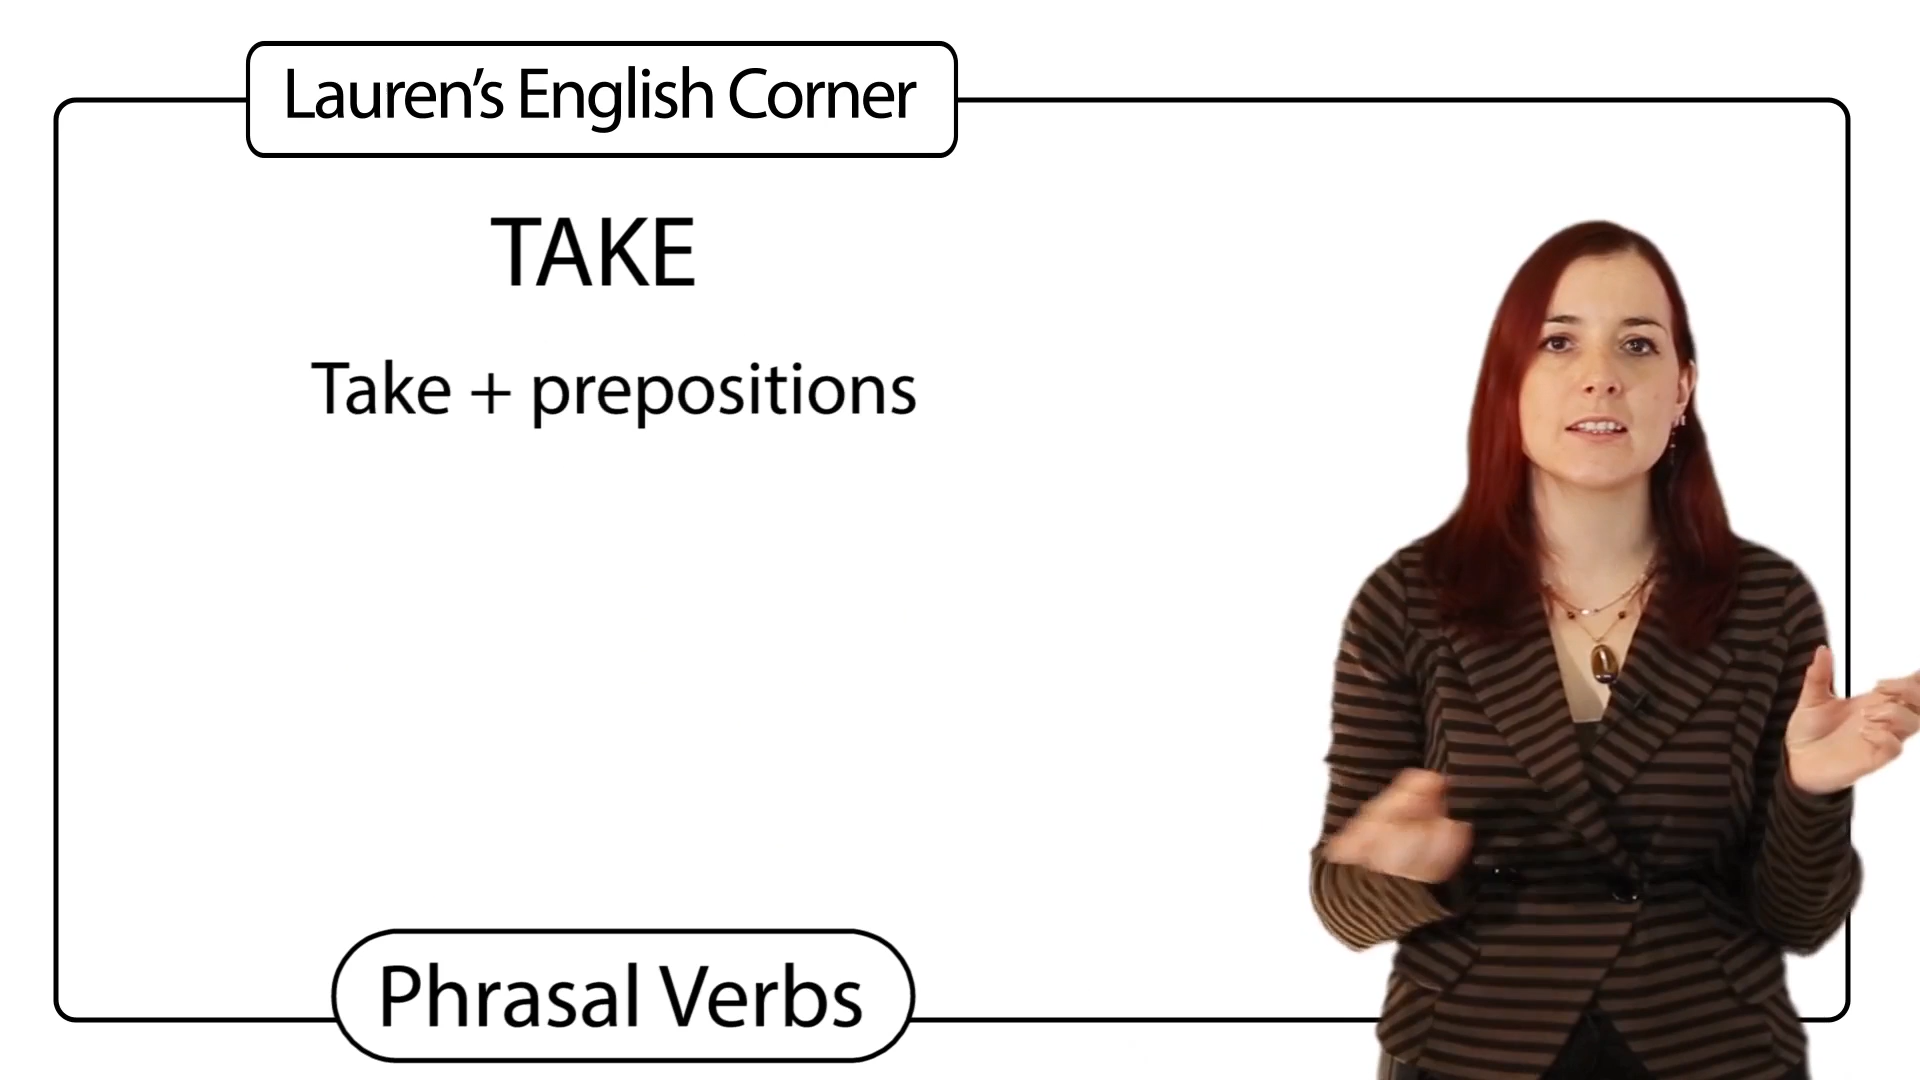 Lauren’s English Corner
TAKE
Take + prepositions
Phrasal Verbs